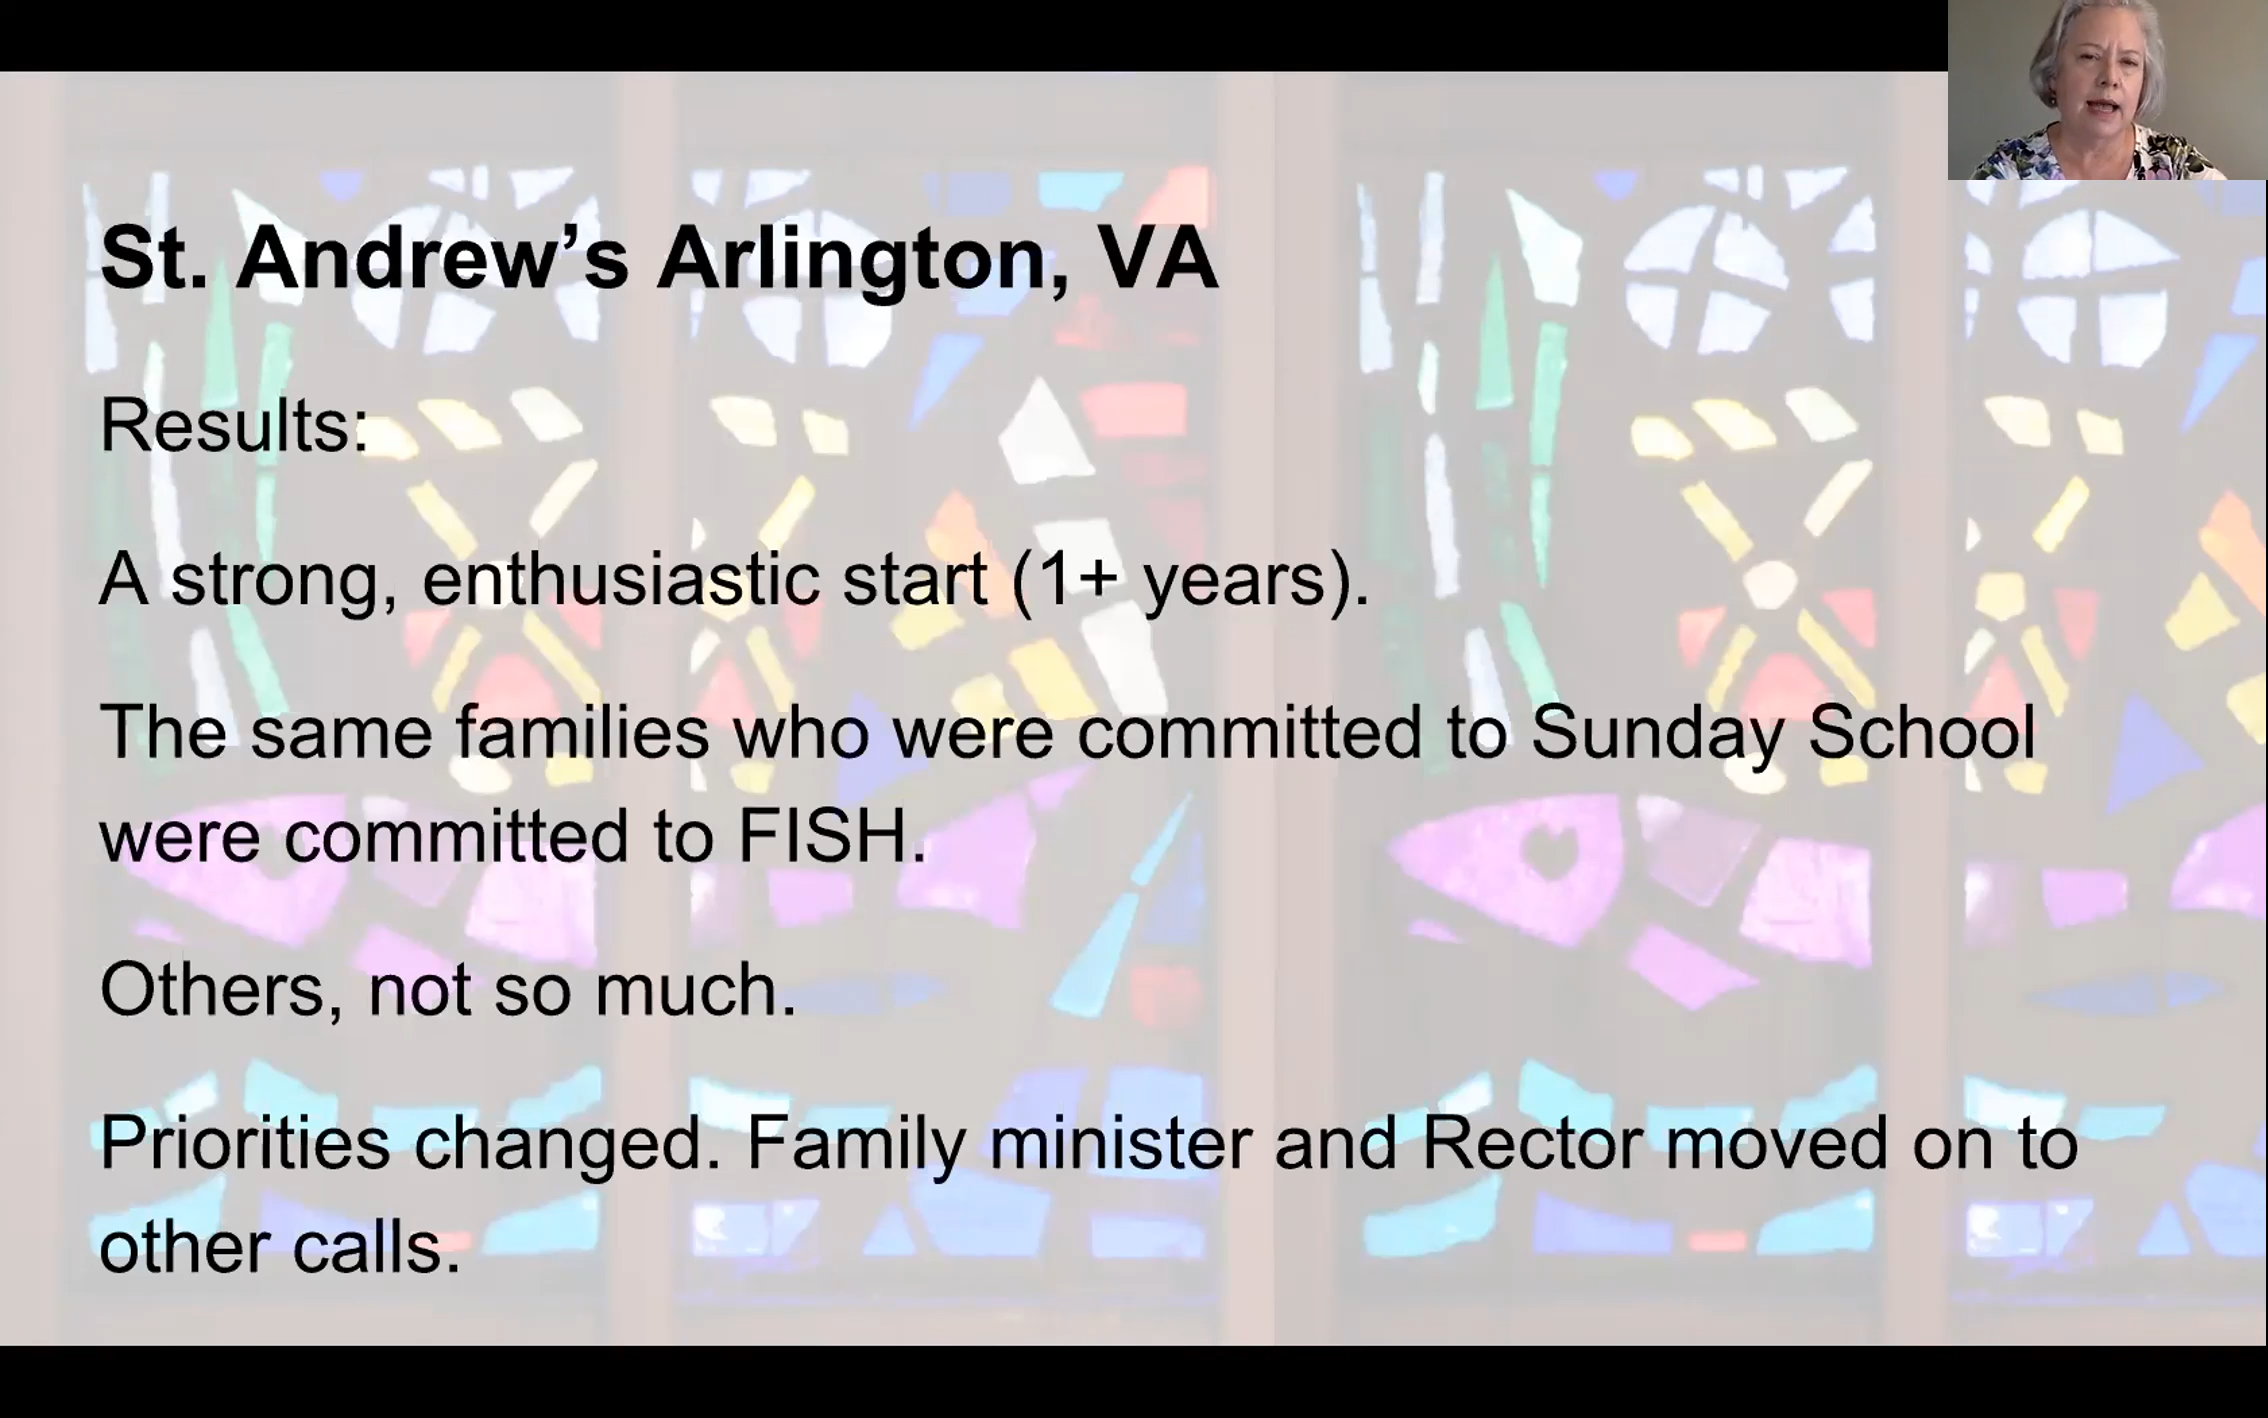 St. Andrew’s Arlington, VA
Results:
A strong, enthusiastic start (1+ years).
The same families who were committed to Sunday School
were committed to FISH.
Others, not so much.
Priorities changed. Family minister and Rector moved on to
other calls.